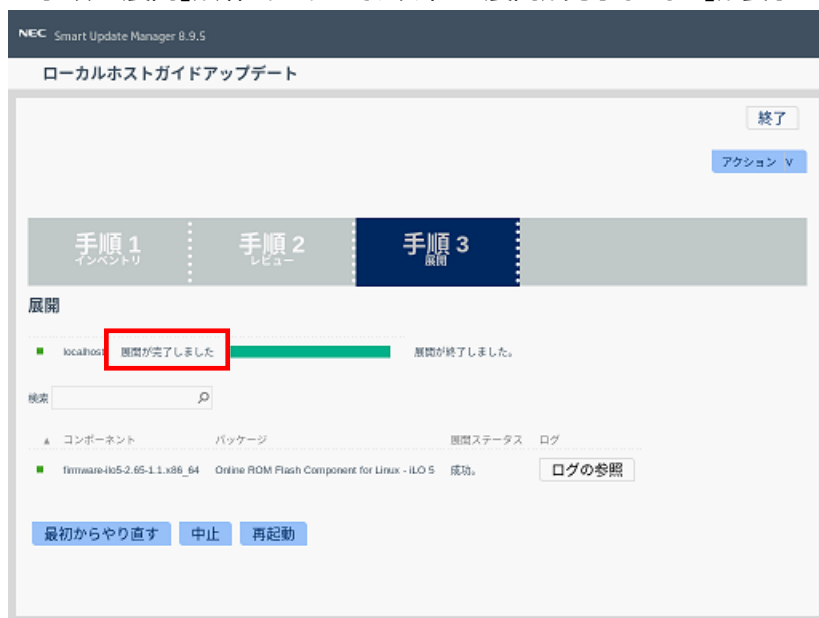 NEC Smart Update Manager 8.9.5
ローカルホストガイドアップデート
終了
アクション ∨
手順 1
インベントリ
手順 2
レビュー
手順 3
展開
展開
localhost 展開が完了しました 展開が終了しました。
検索
▲ コンポーネント パッケージ 展開ステータス ログ
firmware-ilo5-2.65-1.1.x86_64 Online ROM Flash Component for Linux - iLO 5 成功。 ログの参照
最初からやり直す 中止 再起動